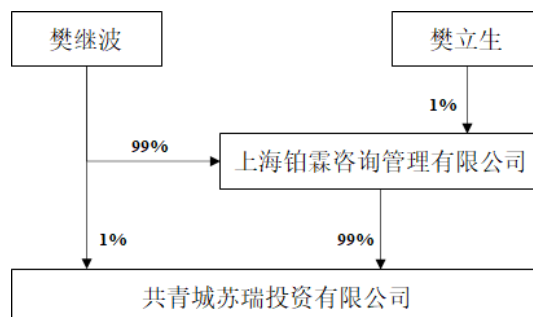 樊继波
樊立生
1%
99%
上海铂霖咨询管理有限公司
1%
99%
共青城苏瑞投资有限公司